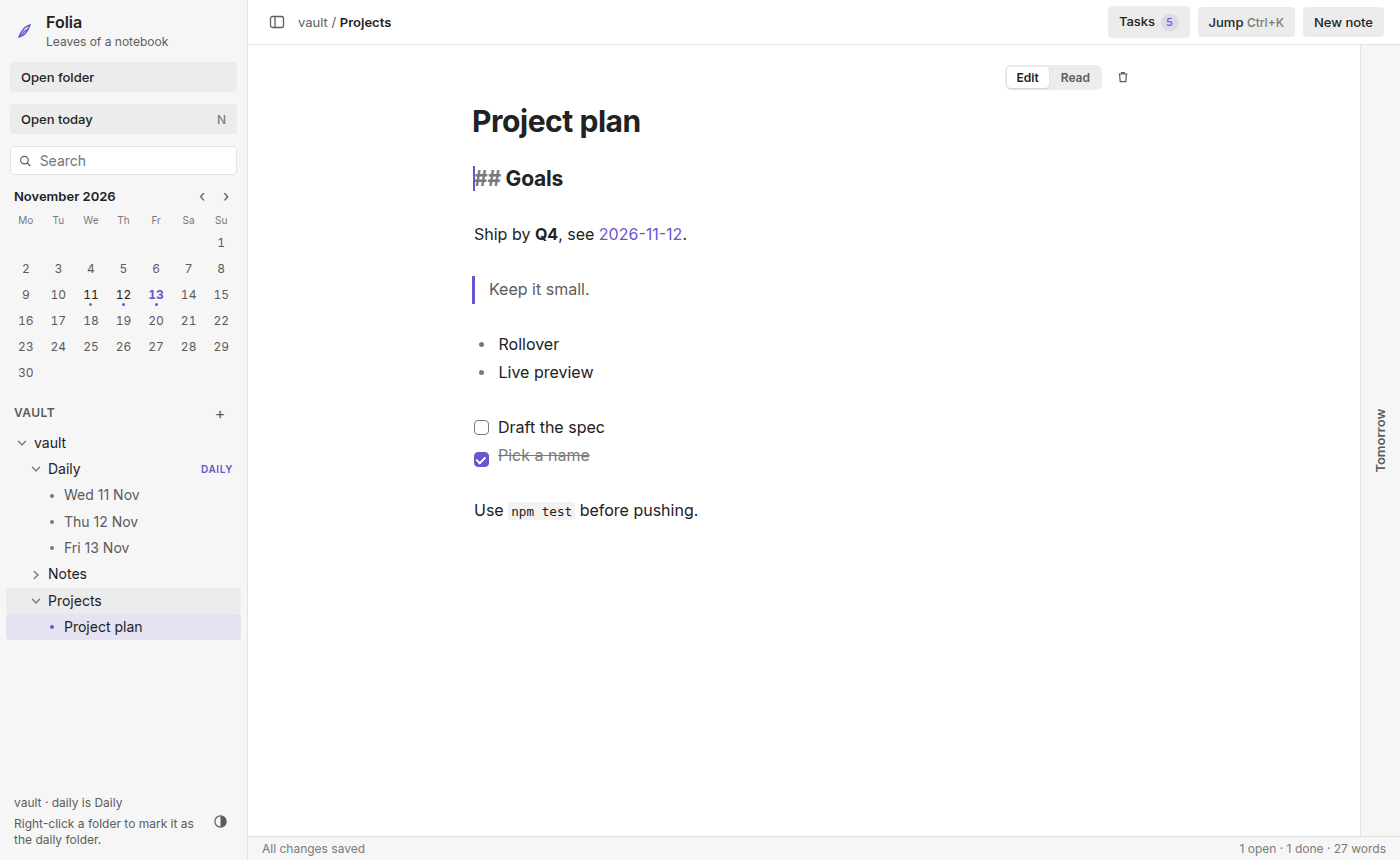 Folia
Leaves of a notebook
Open folder
Open today N
Search
November 2026
Mo Tu We Th Fr Sa Su
1
2 3 4 5 6 7 8
9 10 11 12 13 14 15
16 17 18 19 20 21 22
23 24 25 26 27 28 29
30
VAULT +
vault
Daily DAILY
Wed 11 Nov
Thu 12 Nov
Fri 13 Nov
Notes
Projects
Project plan
vault · daily is Daily
Right-click a folder to mark it as
the daily folder.
vault / Projects
Tasks 5 Jump Ctrl+K New note
Edit Read
Project plan
## Goals
Ship by Q4, see 2026-11-12.
Keep it small.
Rollover
Live preview
Draft the spec
Pick a name
Use npm test before pushing.
Tomorrow
All changes saved
1 open · 1 done · 27 words